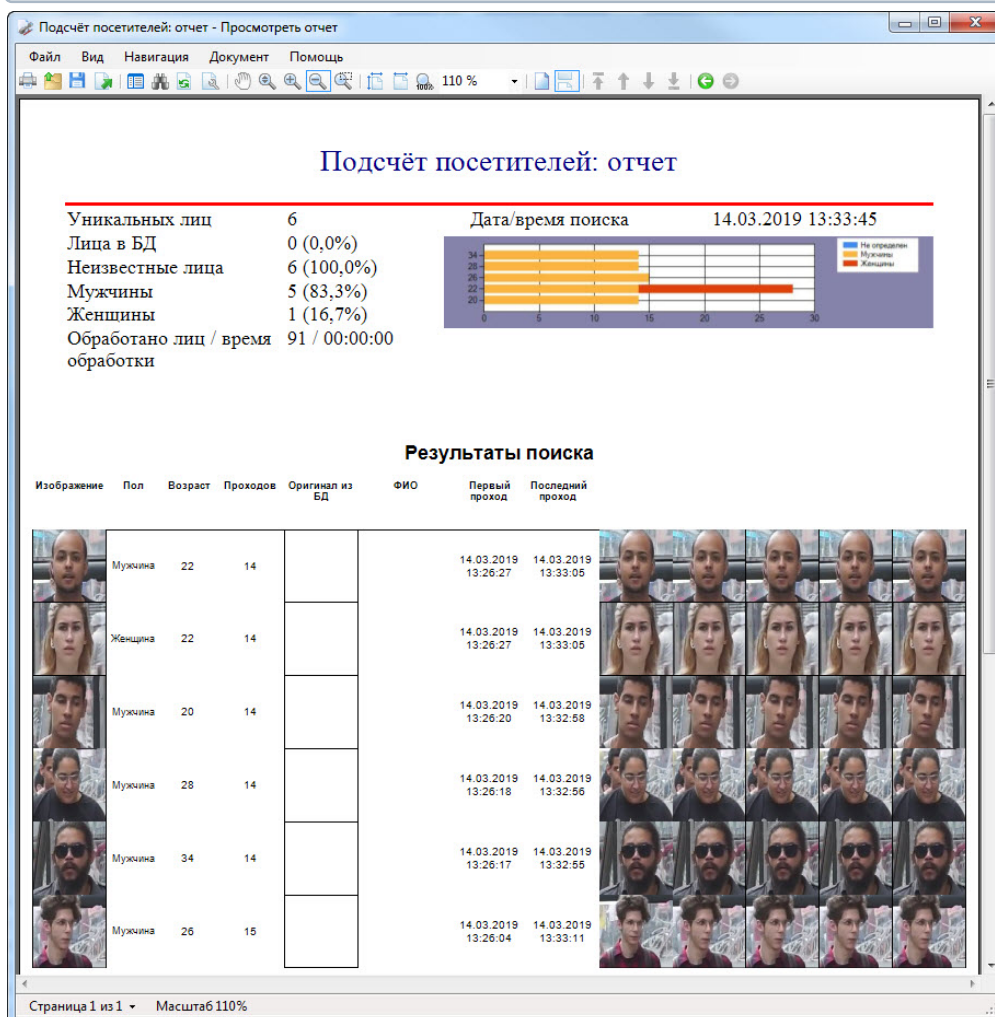 Подсчёт посетителей: отчет - Просмотреть отчет
Файл Вид Навигация Документ Помощь
100% 110 %
Подсчёт посетителей: отчет
Уникальных лиц 6 Дата/время поиска 14.03.2019 13:33:45
Лица в БД 0 (0,0%)
Неизвестные лица 6 (100,0%)
Мужчины 5 (83,3%)
Женщины 1 (16,7%)
Обработано лиц / время 91 / 00:00:00
обработки
Не определен
Мужчины
Женщины
34
28
26
22
20
0 5 10 15 20 25 30
Результаты поиска
Изображение Пол Возраст Проходов Оригинал из ФИО Первый Последний
БД проход проход
Мужчина 22 14 14.03.2019 14.03.2019
13:26:27 13:33:05
Женщина 22 14 14.03.2019 14.03.2019
13:26:27 13:33:05
Мужчина 20 14 14.03.2019 14.03.2019
13:26:20 13:32:58
Мужчина 28 14 14.03.2019 14.03.2019
13:26:18 13:32:56
Мужчина 34 14 14.03.2019 14.03.2019
13:26:17 13:32:55
Мужчина 26 15 14.03.2019 14.03.2019
13:26:04 13:33:11
Страница 1 из 1 Масштаб 110%